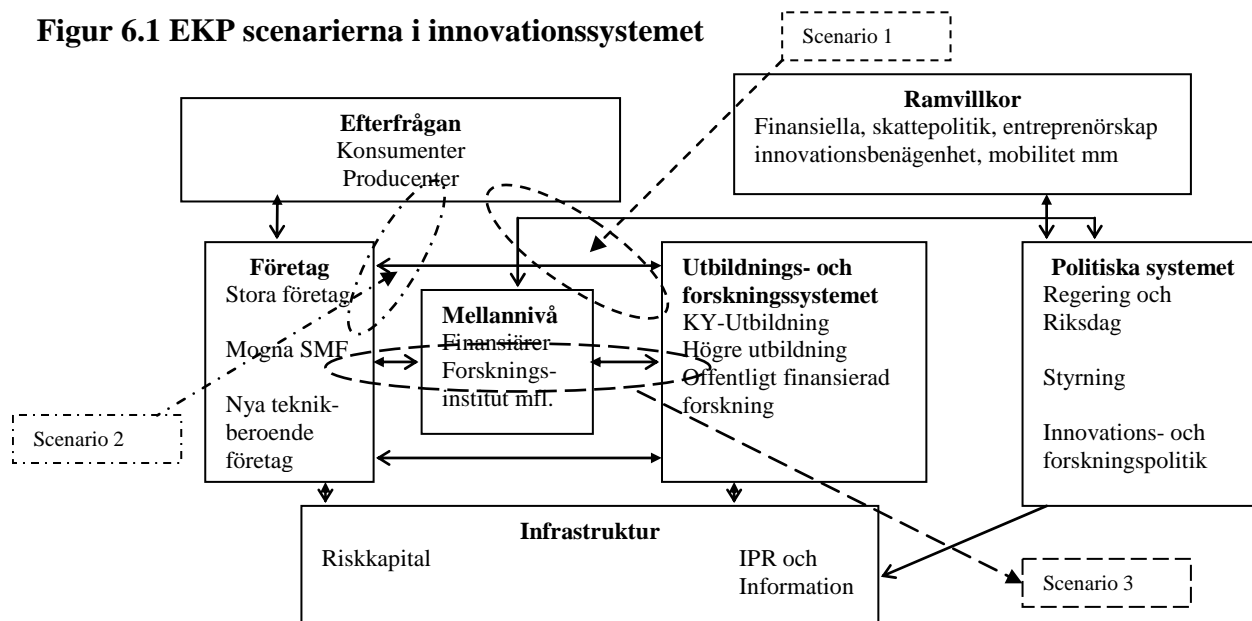 Figur 6.1 EKP scenarierna i innovationssystemet
Scenario 1
Ramvillkor
Finansiella, skattepolitik, entreprenörskap
innovationsbenägenhet, mobilitet mm
Efterfrågan
Konsumenter
Producenter
Företag
Stora företag
Mogna SMF
Nya teknik-
beroende
företag
Mellannivå
Finansiärer
Forsknings-
institut mfl.
Utbildnings- och
forskningssystemet
KY-Utbildning
Högre utbildning
Offentligt finansierad
forskning
Politiska systemet
Regering och
Riksdag
Styrning
Innovations- och
forskningspolitik
Scenario 2
Infrastruktur
Riskkapital
IPR och
Information
Scenario 3